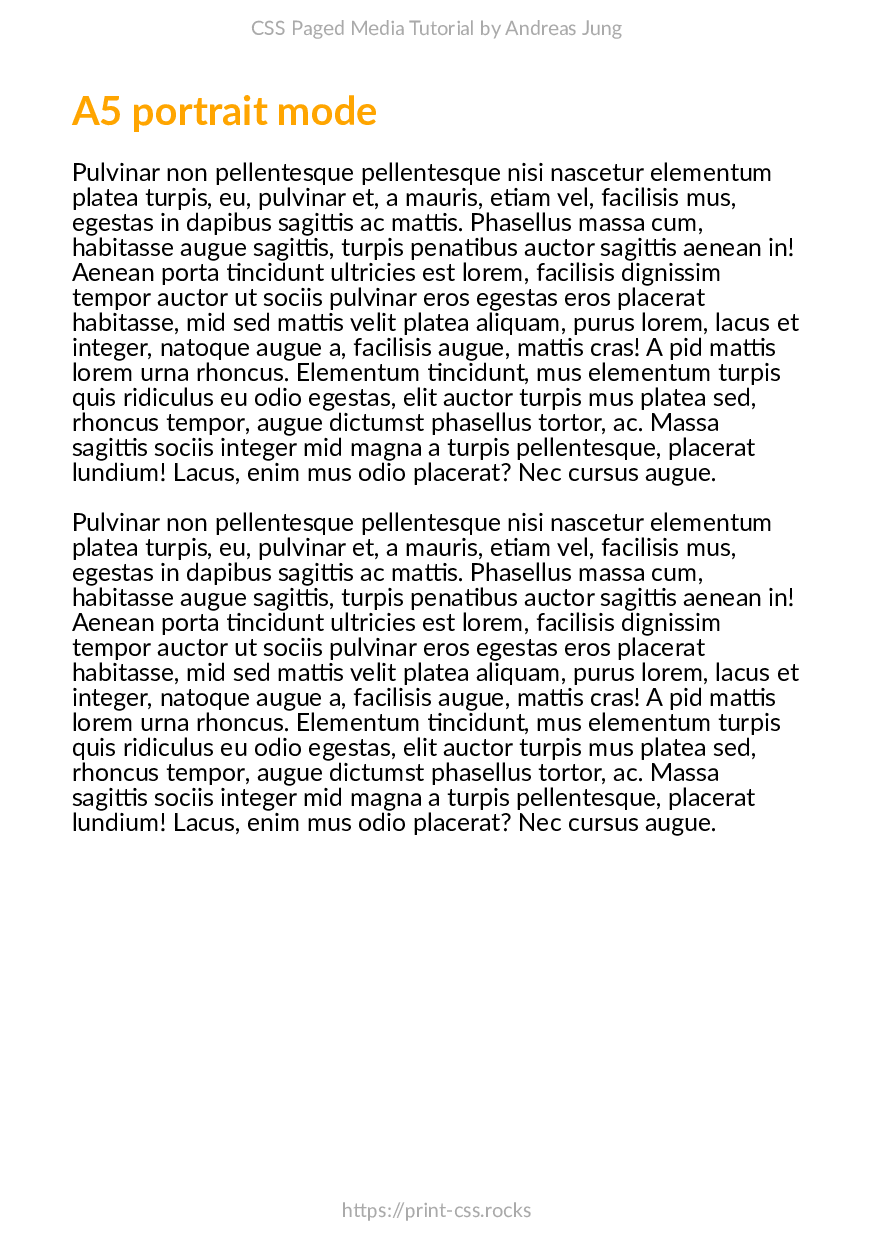 CSS Paged Media Tutorial by Andreas Jung
A5 portrait mode
Pulvinar non pellentesque pellentesque nisi nascetur elementum
platea turpis, eu, pulvinar et, a mauris, etiam vel, facilisis mus,
egestas in dapibus sagittis ac mattis. Phasellus massa cum,
habitasse augue sagittis, turpis penatibus auctor sagittis aenean in!
Aenean porta tincidunt ultricies est lorem, facilisis dignissim
tempor auctor ut sociis pulvinar eros egestas eros placerat
habitasse, mid sed mattis velit platea aliquam, purus lorem, lacus et
integer, natoque augue a, facilisis augue, mattis cras! A pid mattis
lorem urna rhoncus. Elementum tincidunt, mus elementum turpis
quis ridiculus eu odio egestas, elit auctor turpis mus platea sed,
rhoncus tempor, augue dictumst phasellus tortor, ac. Massa
sagittis sociis integer mid magna a turpis pellentesque, placerat
lundium! Lacus, enim mus odio placerat? Nec cursus augue.
Pulvinar non pellentesque pellentesque nisi nascetur elementum
platea turpis, eu, pulvinar et, a mauris, etiam vel, facilisis mus,
egestas in dapibus sagittis ac mattis. Phasellus massa cum,
habitasse augue sagittis, turpis penatibus auctor sagittis aenean in!
Aenean porta tincidunt ultricies est lorem, facilisis dignissim
tempor auctor ut sociis pulvinar eros egestas eros placerat
habitasse, mid sed mattis velit platea aliquam, purus lorem, lacus et
integer, natoque augue a, facilisis augue, mattis cras! A pid mattis
lorem urna rhoncus. Elementum tincidunt, mus elementum turpis
quis ridiculus eu odio egestas, elit auctor turpis mus platea sed,
rhoncus tempor, augue dictumst phasellus tortor, ac. Massa
sagittis sociis integer mid magna a turpis pellentesque, placerat
lundium! Lacus, enim mus odio placerat? Nec cursus augue.
https://print-css.rocks